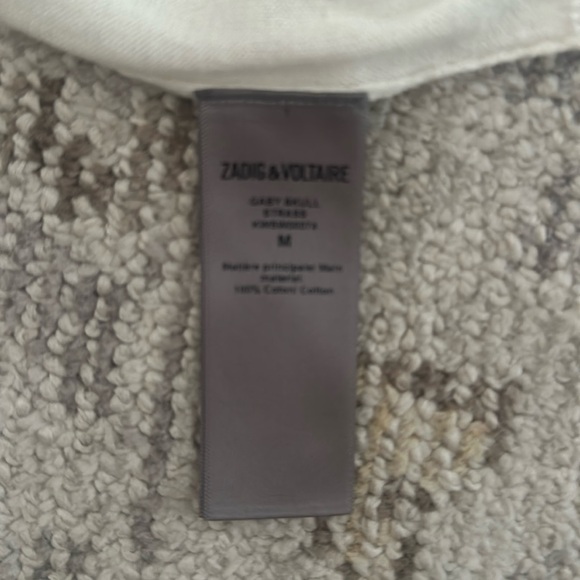 ZADIG & VOLTAIRE
GABY SKULL
STRASS
M
Matière principale/ Main
material:
100% Coton/ Cotton